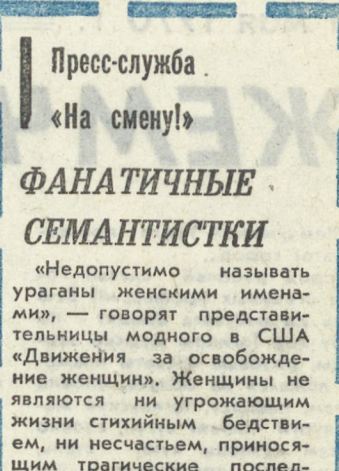 Пресс-служба
«На смену!»
ФАНАТИЧНЫЕ
СЕМАНТИСТКИ
«Недопустимо называть
ураганы женскими имена-
ми», — говорят представи-
тельницы модного в США
«Движения за освобожде-
ние женщин». Женщины не
являются ни угрожающим
жизни стихийным бедстви-
ем, ни несчастьем, принося-
щим трагические послед-